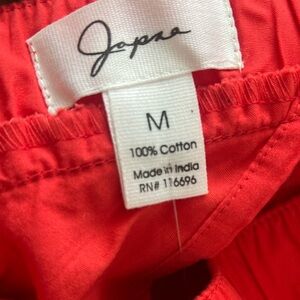 Japna
M
100% Cotton
Made in India
RN# 116696